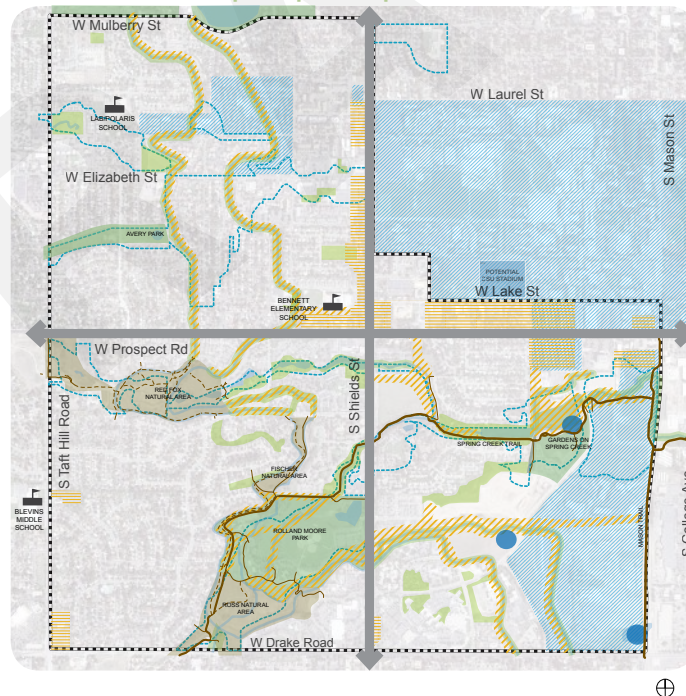 W Mulberry St
W Laurel St
S Mason St
LAB/POLARIS
SCHOOL
W Elizabeth St
AVERY PARK
POTENTIAL
CSU STADIUM
W Lake St
BENNETT
ELEMENTARY
SCHOOL
W Prospect Rd
S Shields St
S Taft Hill Road
RED FOX
NATURAL AREA
SPRING CREEK TRAIL
GARDENS ON
SPRING CREEK
FISCHER
NATURAL AREA
BLEVINS
MIDDLE
SCHOOL
ROLLAND MOORE
PARK
MASON TRAIL
S College Ave
ROSS NATURAL
AREA
W Drake Road